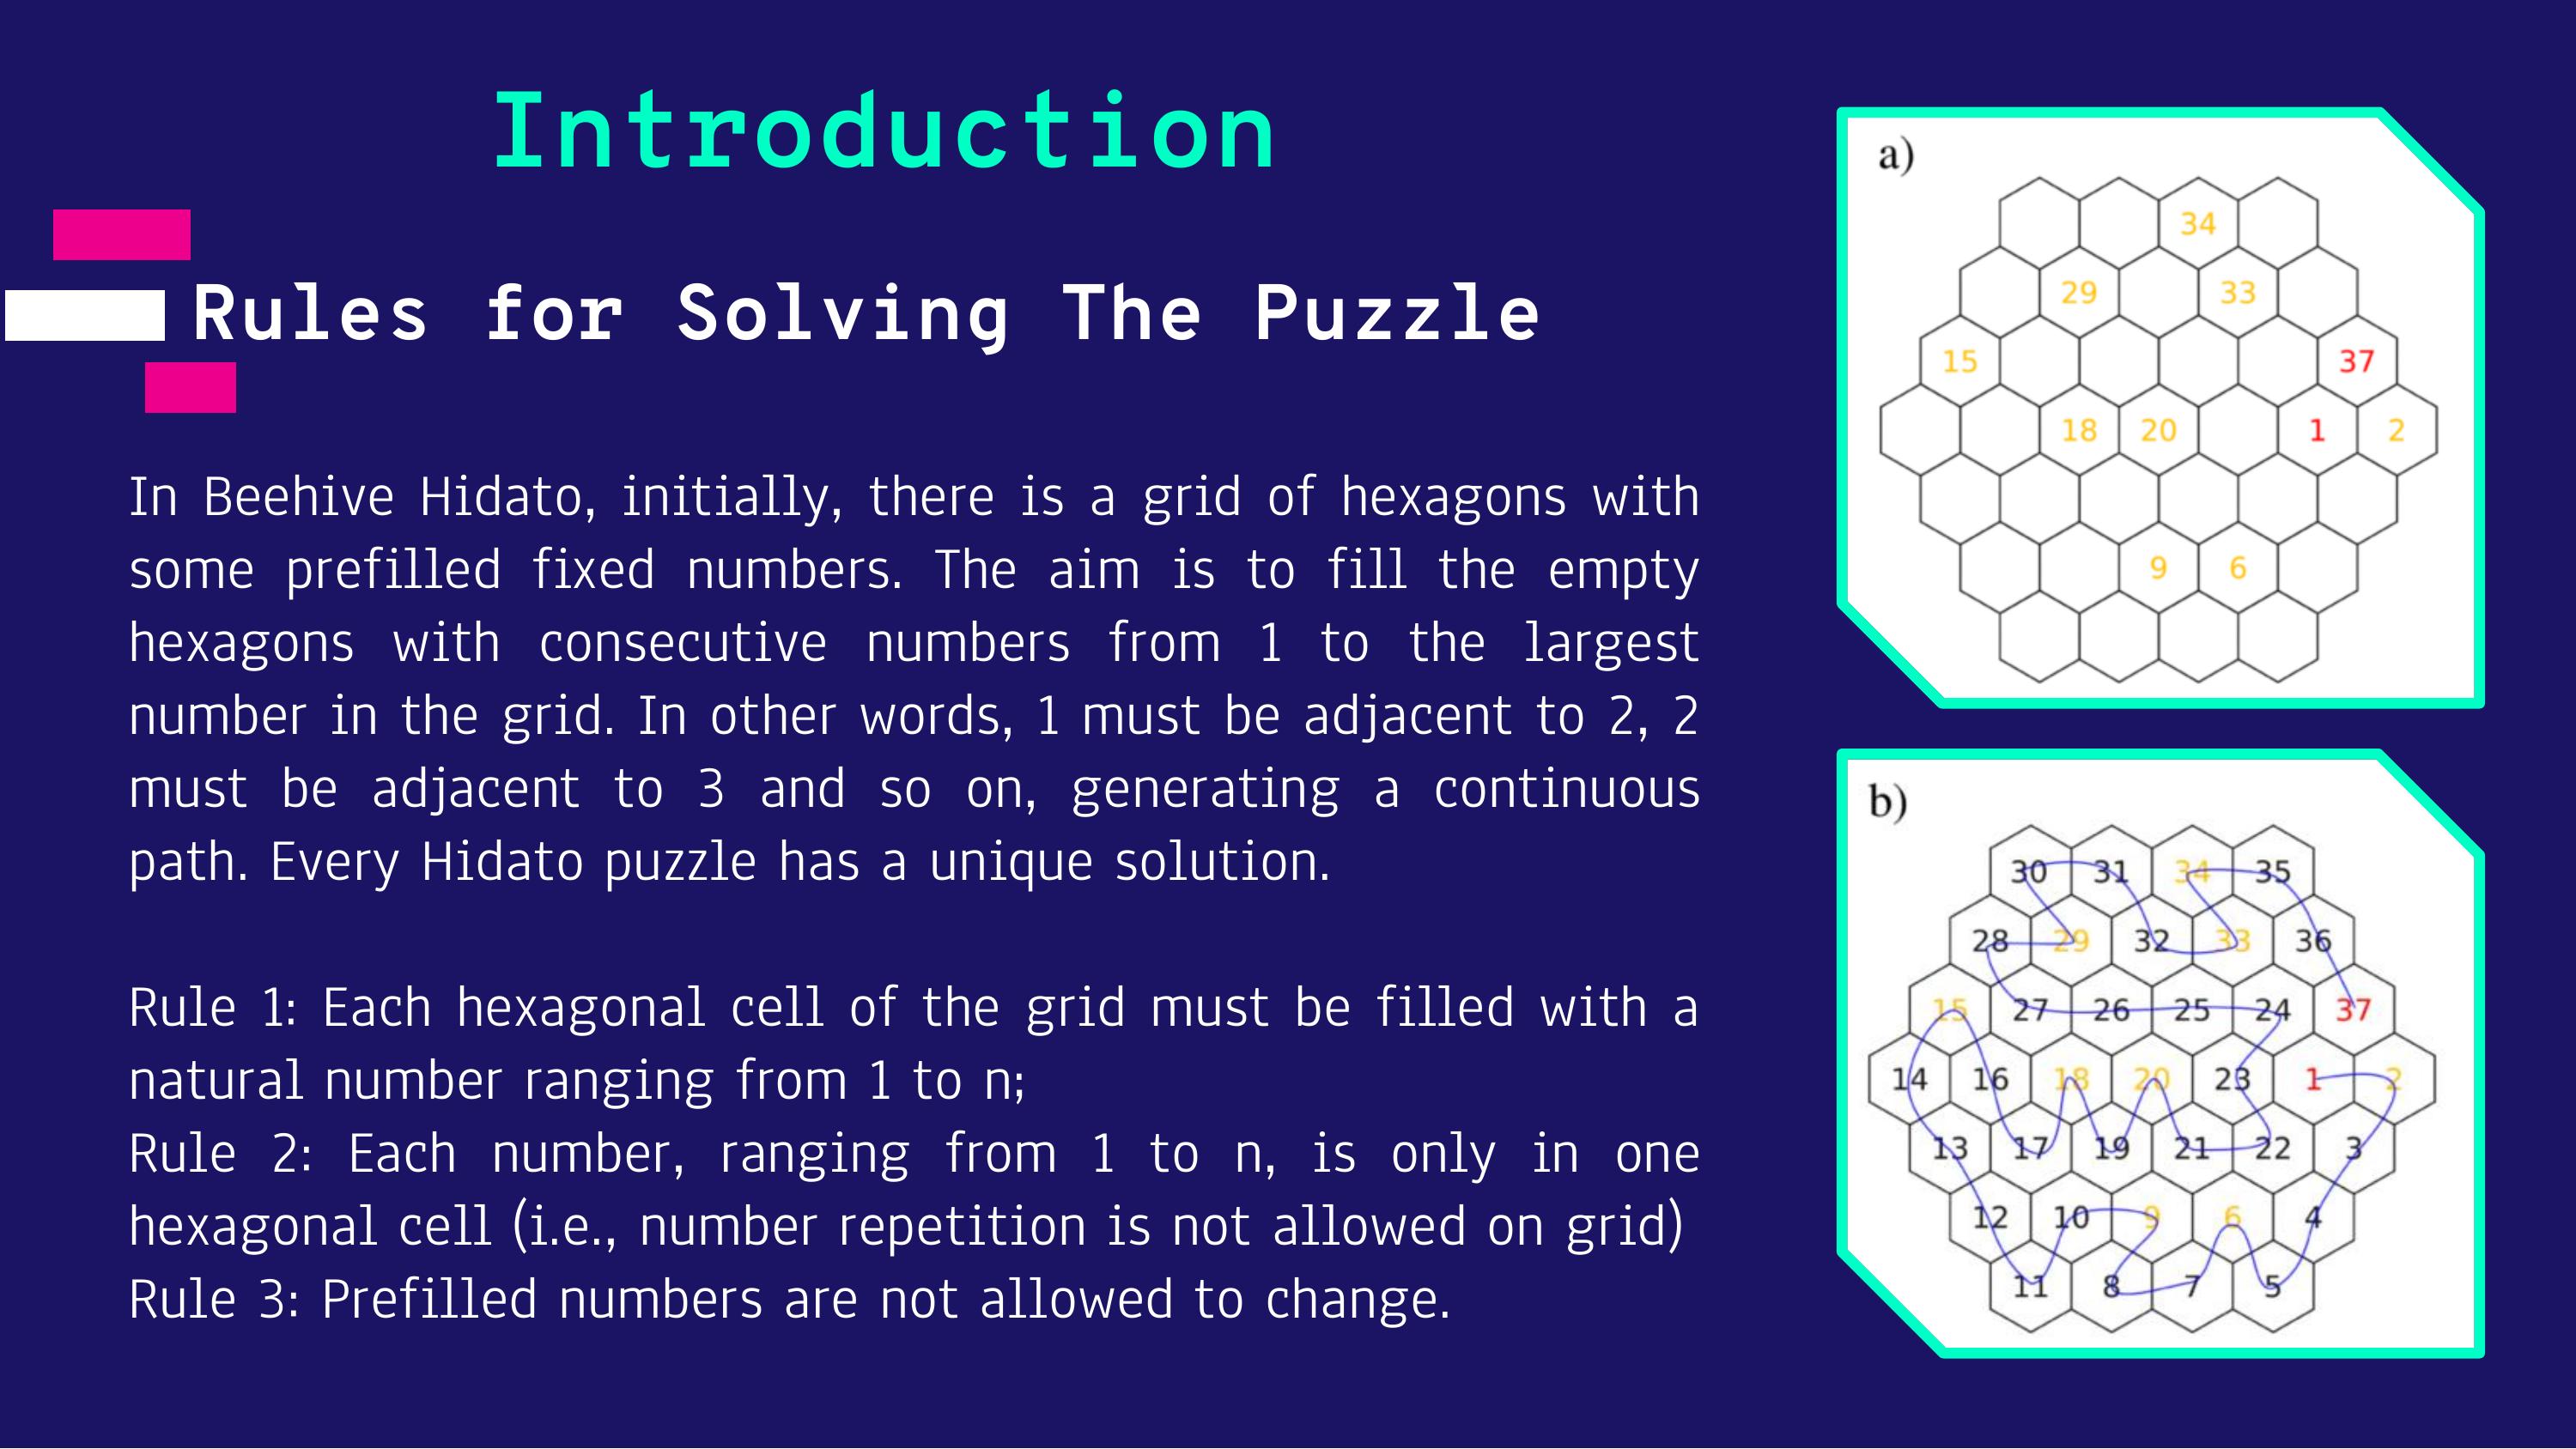 Introduction
Rules for Solving The Puzzle
In Beehive Hidato, initially, there is a grid of hexagons with
some prefilled fixed numbers. The aim is to fill the empty
hexagons with consecutive numbers from 1 to the largest
number in the grid. In other words, 1 must be adjacent to 2, 2
must be adjacent to 3 and so on, generating a continuous
path. Every Hidato puzzle has a unique solution.
Rule 1: Each hexagonal cell of the grid must be filled with a
natural number ranging from 1 to n;
Rule 2: Each number, ranging from 1 to n, is only in one
hexagonal cell (i.e., number repetition is not allowed on grid)
Rule 3: Prefilled numbers are not allowed to change.
a)
34
29 33
15 37
18 20 1 2
9 6
b)
30 31 34 35
28 29 32 33 36
15 27 26 25 24 37
14 16 18 20 23 1 2
13 17 19 21 22 3
12 10 9 6 4
11 8 7 5